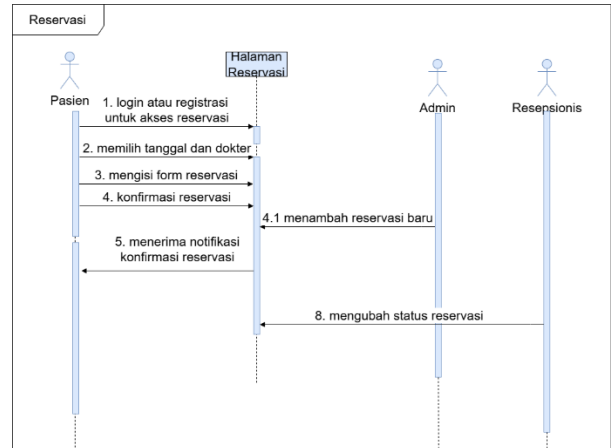 Reservasi
Halaman
Reservasi
Pasien
Admin
Resensionis
1. login atau registrasi
untuk akses reservasi
2. memilih tanggal dan dokter
3. mengisi form reservasi
4. konfirmasi reservasi
4.1 menambah reservasi baru
5. menerima notifikasi
konfirmasi reservasi
8. mengubah status reservasi